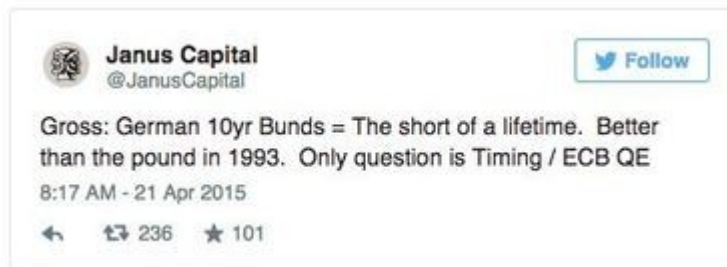 Janus Capital
@JanusCapital
Follow
Gross: German 10yr Bunds = The short of a lifetime. Better
than the pound in 1993. Only question is Timing / ECB QE
8:17 AM - 21 Apr 2015
236 101